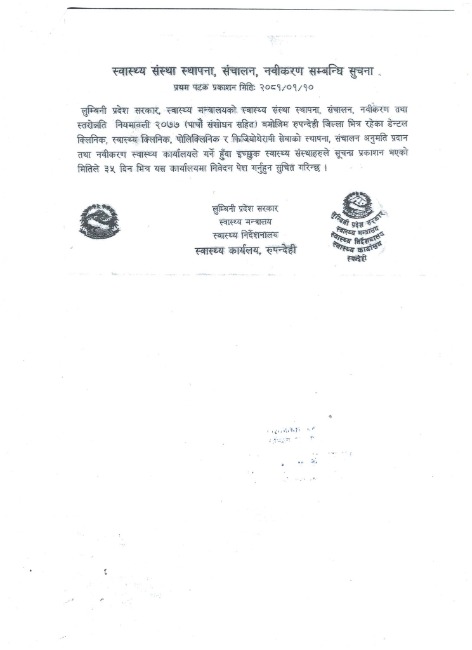 स्वास्थ्य संस्था स्थापना, संचालन, नवीकरण सम्बन्धि सुचना .
प्रथम पटक प्रकाशन मितिः २०८१/०१/१०
लुम्बिनी प्रदेश सरकार, स्वास्थ्य मन्त्रालयको स्वास्थ्य संस्था स्थापना, संचालन, नवीकरण तथा
स्तरोन्नति नियमावली २०७७ (पाचौं संशोधन सहित) बमोजिम रुपन्देही जिल्ला भित्र रहेका डेन्टल
क्लिनिक, स्वास्थ्य क्लिनिक, पोलिक्लिनिक र फिजियोथेरापी सेवाको स्थापना, संचालन अनुमति प्रदान
तथा नवीकरण स्वास्थ्य कार्यालयले गर्ने हुँदा इच्छुक स्वास्थ्य संस्थाहरुले सूचना प्रकाशन भएको
मितिले ३५ दिन भित्र यस कार्यालयमा निवेदन पेश गर्नुहुन सुचित गरिन्छ ।
लुम्बिनी प्रदेश सरकार
स्वास्थ्य मन्त्रालय
स्वास्थ्य निर्देशनालय
स्वास्थ्य कार्यलय, रुपन्देही
लुम्बिनी प्रदेश सरकार
स्वास्थ्य मन्त्रालय
स्वास्थ्य निर्देशनालय
स्वास्थ्य कार्यालय
रुपन्देही